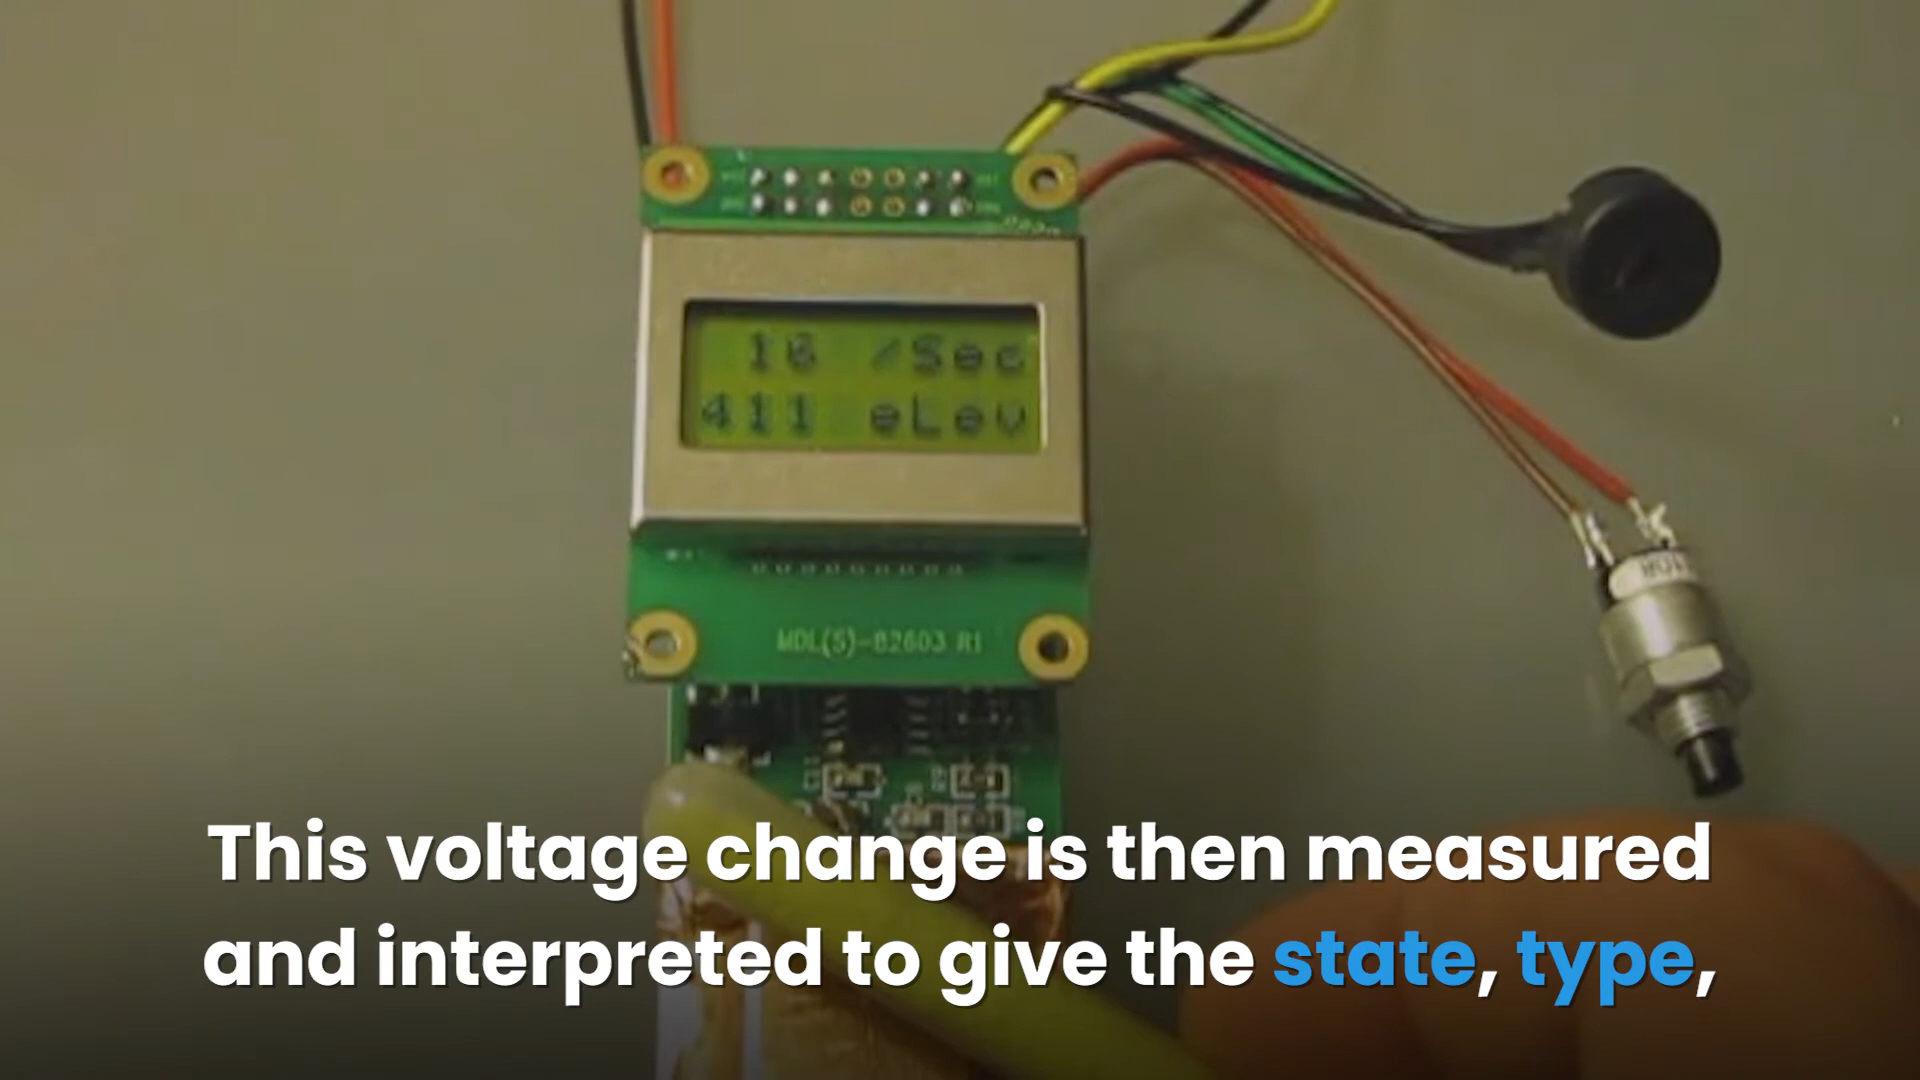 16 /Sec
411 eLev
MDL(S)-82603 R1
This voltage change is then measured
and interpreted to give the state, type,